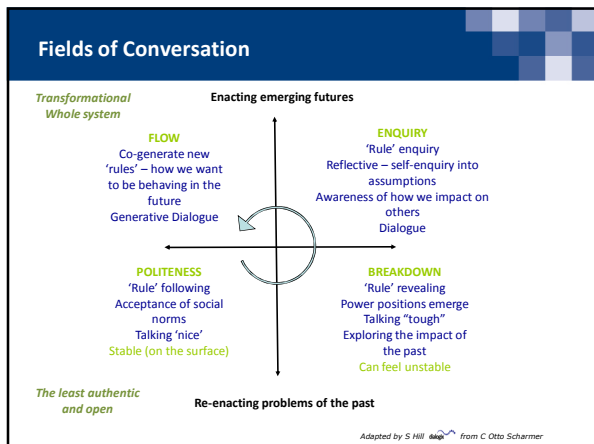 Fields of Conversation
Transformational
Whole system
Enacting emerging futures
FLOW
Co-generate new
‘rules’ – how we want
to be behaving in the
future
Generative Dialogue
ENQUIRY
‘Rule’ enquiry
Reflective – self-enquiry into
assumptions
Awareness of how we impact on
others
Dialogue
POLITENESS
‘Rule’ following
Acceptance of social
norms
Talking ‘nice’
Stable (on the surface)
BREAKDOWN
‘Rule’ revealing
Power positions emerge
Talking “tough”
Exploring the impact of
the past
Can feel unstable
The least authentic
and open
Re-enacting problems of the past
Adapted by S Hill dialogix from C Otto Scharmer